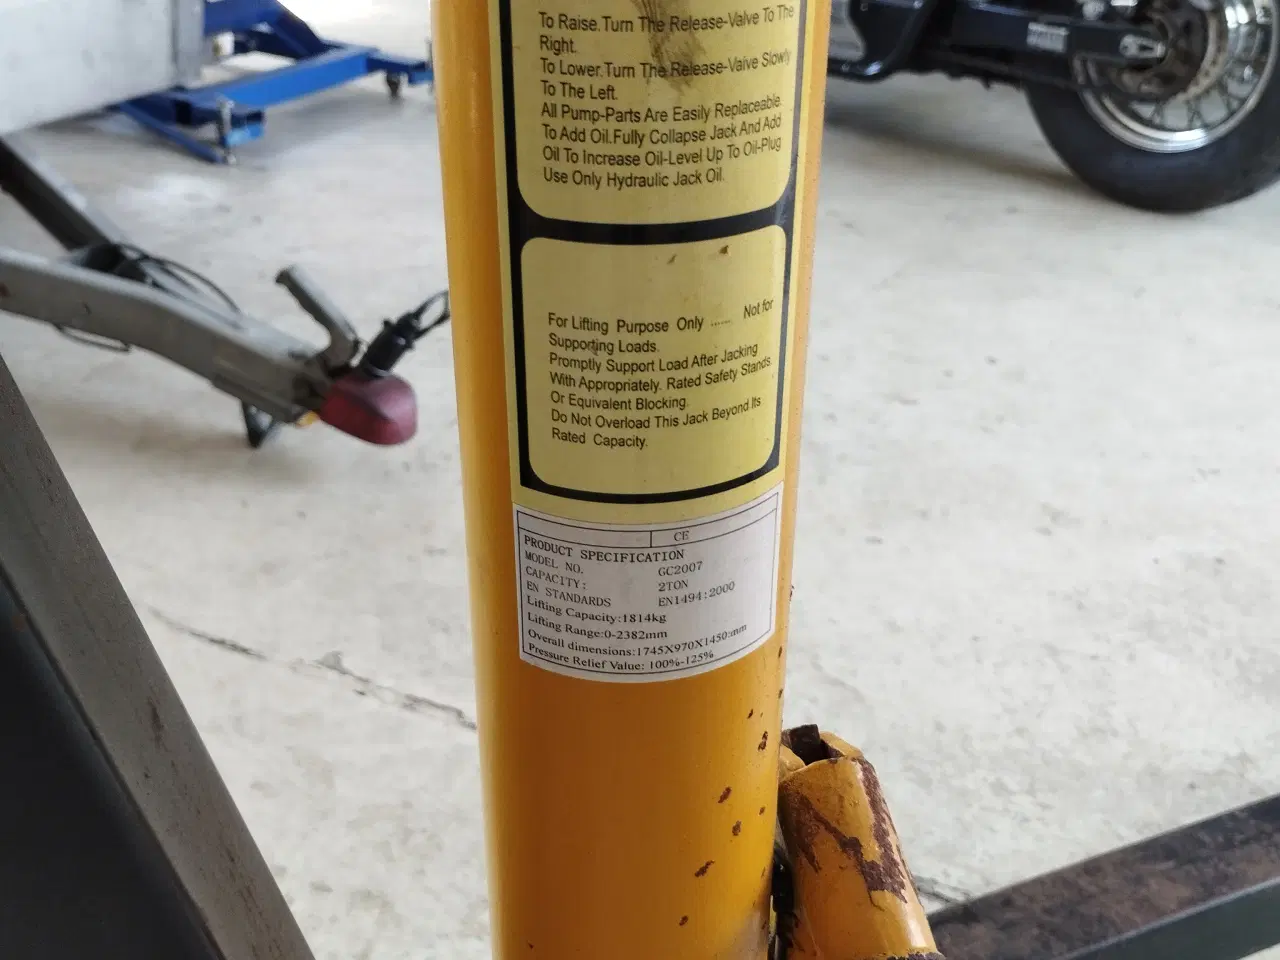 To Raise.Turn The Release-Valve To The
Right.
To Lower.Turn The Release-Valve Slowly
To The Left.
All Pump-Parts Are Easily Replaceable.
To Add Oil.Fully Collapse Jack And Add
Oil To Increase Oil-Level Up To Oil-Plug
Use Only Hydraulic Jack Oil.
For Lifting Purpose Only ...... Not for
Supporting Loads.
Promptly Support Load After Jacking
With Appropriately. Rated Safety Stands
Or Equivalent Blocking.
Do Not Overload This Jack Beyond Its
Rated Capacity.
CE
PRODUCT SPECIFICATION
MODEL NO. GC2007
CAPACITY: 2TON
EN STANDARDS EN1494:2000
Lifting Capacity:1814kg
Lifting Range:0-2382mm
Overall dimensions:1745X970X1450:mm
Pressure Relief Value: 100%-125%